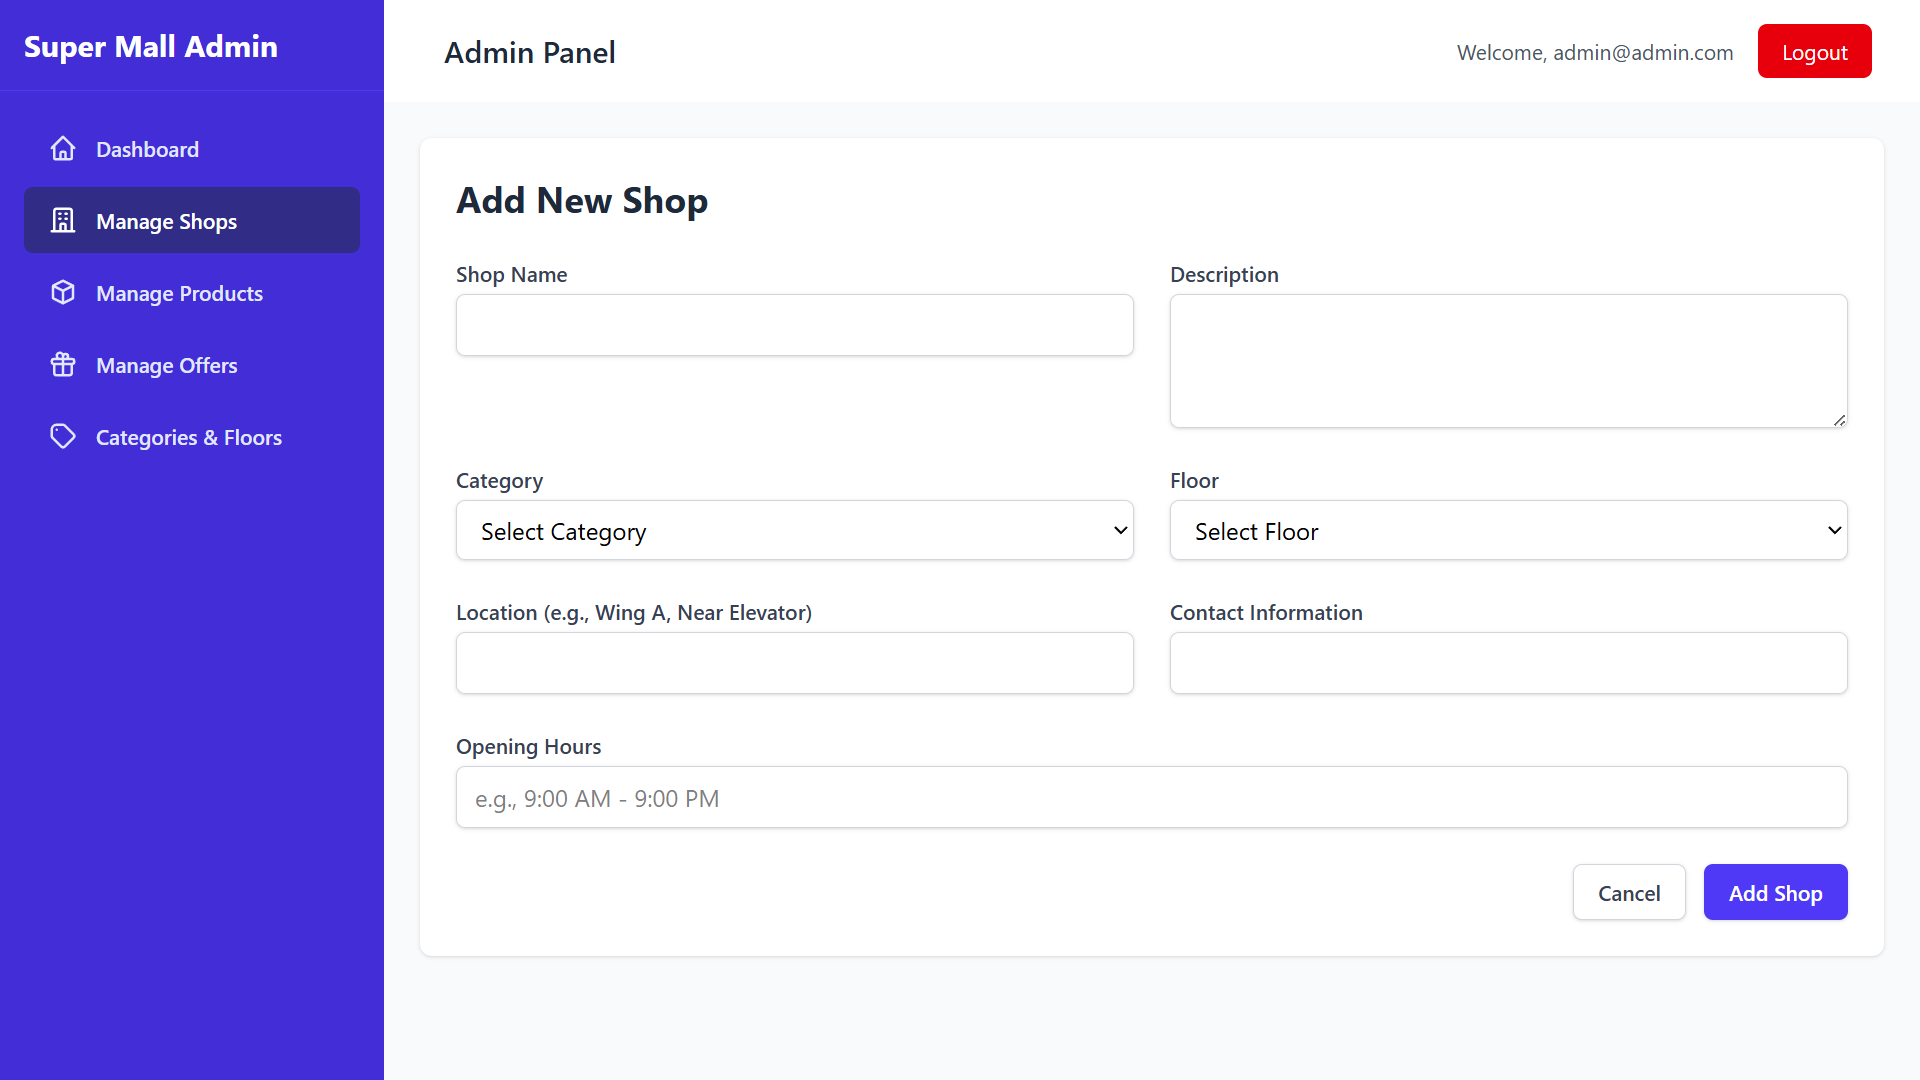 Super Mall Admin
Dashboard
Manage Shops
Manage Products
Manage Offers
Categories & Floors
Admin Panel
Welcome, admin@admin.com
Logout
Add New Shop
Shop Name
Description
Category
Select Category
Floor
Select Floor
Location (e.g., Wing A, Near Elevator)
Contact Information
Opening Hours
e.g., 9:00 AM - 9:00 PM
Cancel
Add Shop